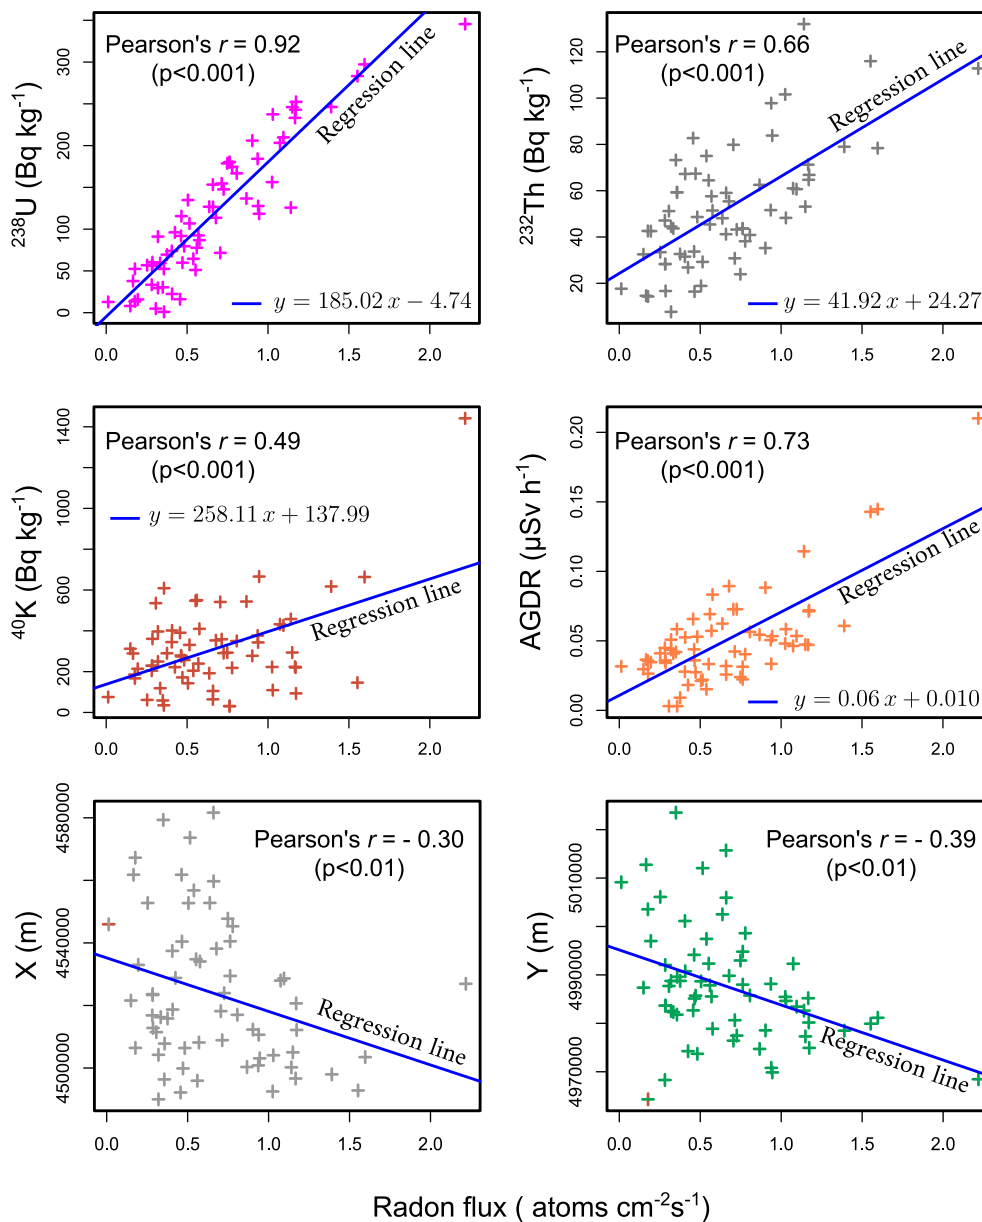 Pearson's r = 0.92
(p<0.001)
Regression line
y = 185.02 x − 4.74
²³⁸U (Bq kg⁻¹)
0 50 100 200 300
0.0 0.5 1.0 1.5 2.0
Pearson's r = 0.66
(p<0.001)
Regression line
y = 41.92 x + 24.27
²³²Th (Bq kg⁻¹)
20 40 60 80 100 120
0.0 0.5 1.0 1.5 2.0
Pearson's r = 0.49
(p<0.001)
y = 258.11 x + 137.99
Regression line
⁴⁰K (Bq kg⁻¹)
0 200 600 1000 1400
0.0 0.5 1.0 1.5 2.0
Pearson's r = 0.73
(p<0.001)
Regression line
y = 0.06 x + 0.010
AGDR (μSv h⁻¹)
0.00 0.05 0.10 0.15 0.20
0.0 0.5 1.0 1.5 2.0
Pearson's r = - 0.30
(p<0.01)
Regression line
X (m)
4500000 4540000 4580000
0.0 0.5 1.0 1.5 2.0
Pearson's r = - 0.39
(p<0.01)
Regression line
Y (m)
4970000 4990000 5010000
0.0 0.5 1.0 1.5 2.0
Radon flux ( atoms cm⁻²s⁻¹)